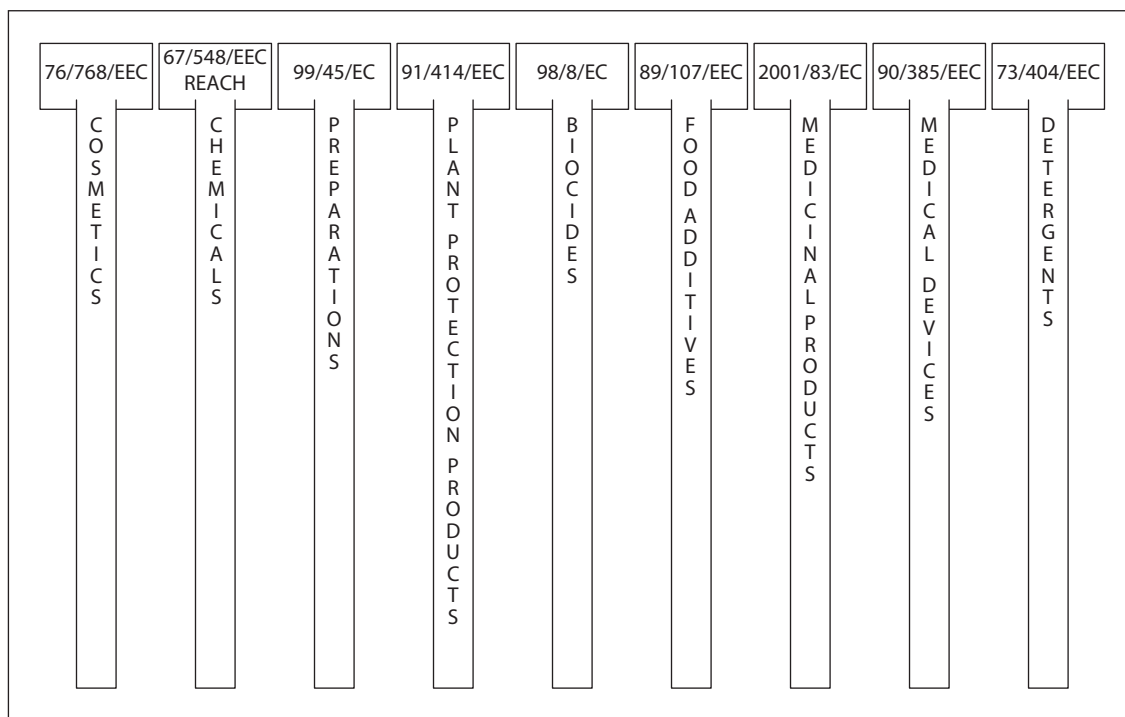 76/768/EEC
67/548/EEC
REACH
99/45/EC
91/414/EEC
98/8/EC
89/107/EEC
2001/83/EC
90/385/EEC
73/404/EEC
COSMETICS
CHEMICALS
PREPARATIONS
PLANT PROTECTION PRODUCTS
BIOCIDES
FOOD ADDITIVES
MEDICINAL PRODUCTS
MEDICAL DEVICES
DETERGENTS